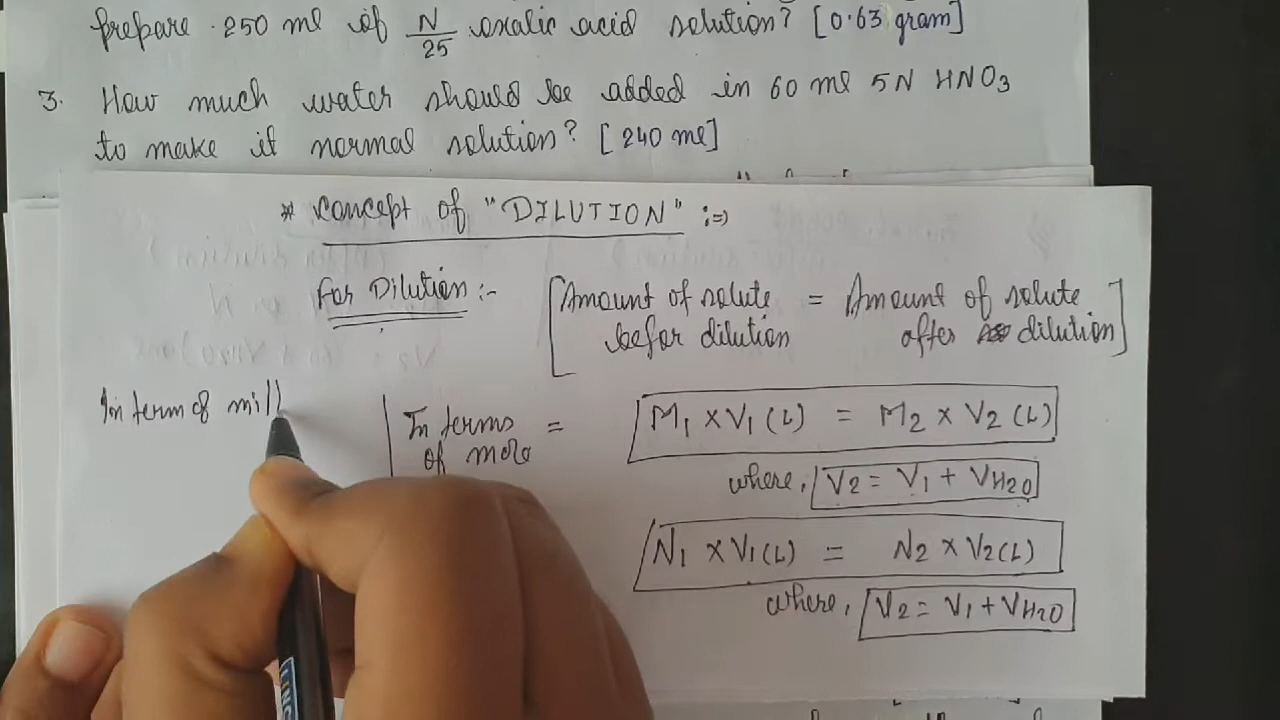 prepare 250 ml of N/25 oxalic acid solution? [0.63 gram]
3. How much water should be added in 60 ml 5N HNO3
to make it normal solution? [240 ml]
* Concept of "DILUTION" :⇒
For Dilution:-
[Amount of solute = Amount of solute
befor dilution after dilution]
In term of mill
In terms =
of mole
M1 × V1 (L) = M2 × V2 (L)
where, V2 = V1 + VH2O
N1 × V1(L) = N2 × V2(L)
where, V2 = V1 + VH2O